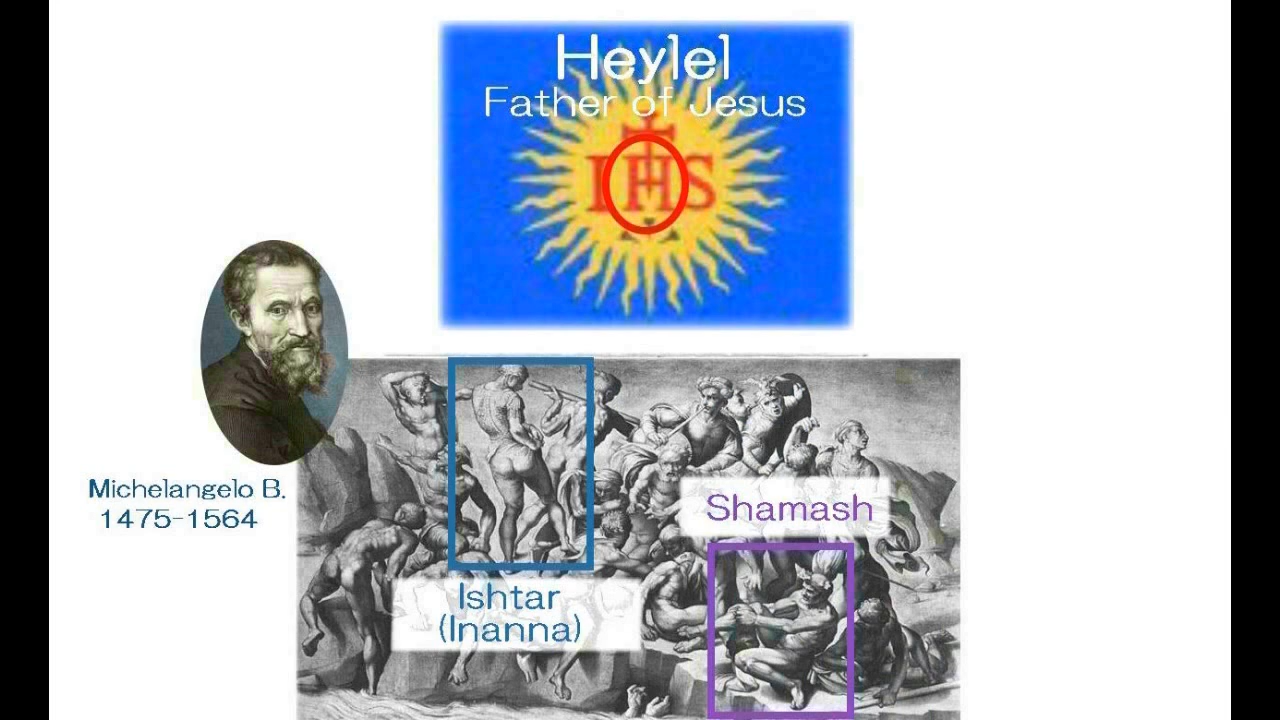 Heylel
Father of Jesus
IHS
Michelangelo B.
1475-1564
Shamash
Ishtar
(Inanna)